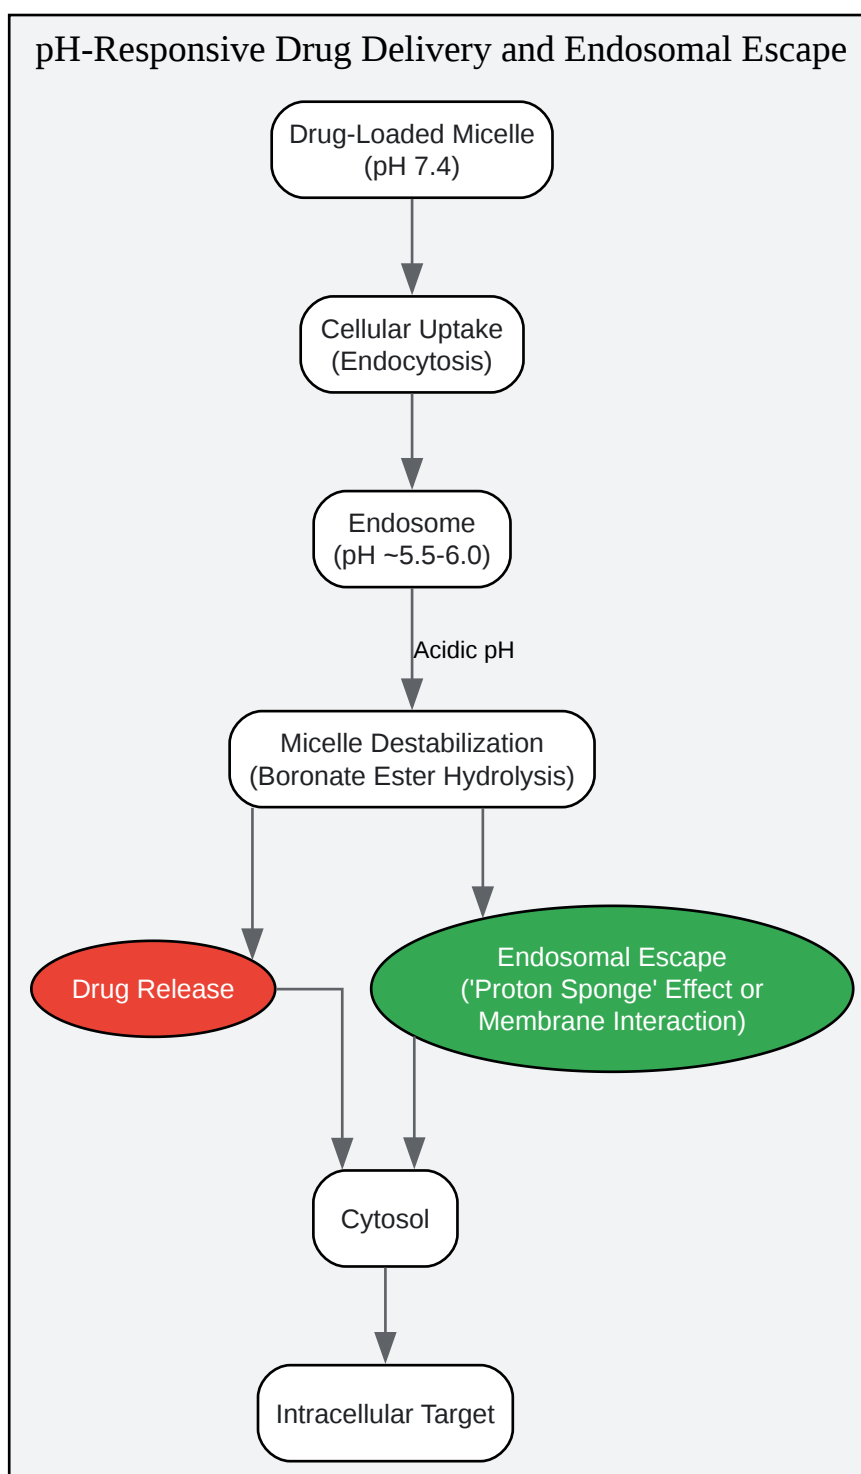 pH-Responsive Drug Delivery and Endosomal Escape
Drug-Loaded Micelle
(pH 7.4)
Cellular Uptake
(Endocytosis)
Endosome
(pH ~5.5-6.0)
Acidic pH
Micelle Destabilization
(Boronate Ester Hydrolysis)
Drug Release
Endosomal Escape
('Proton Sponge' Effect or
Membrane Interaction)
Cytosol
Intracellular Target